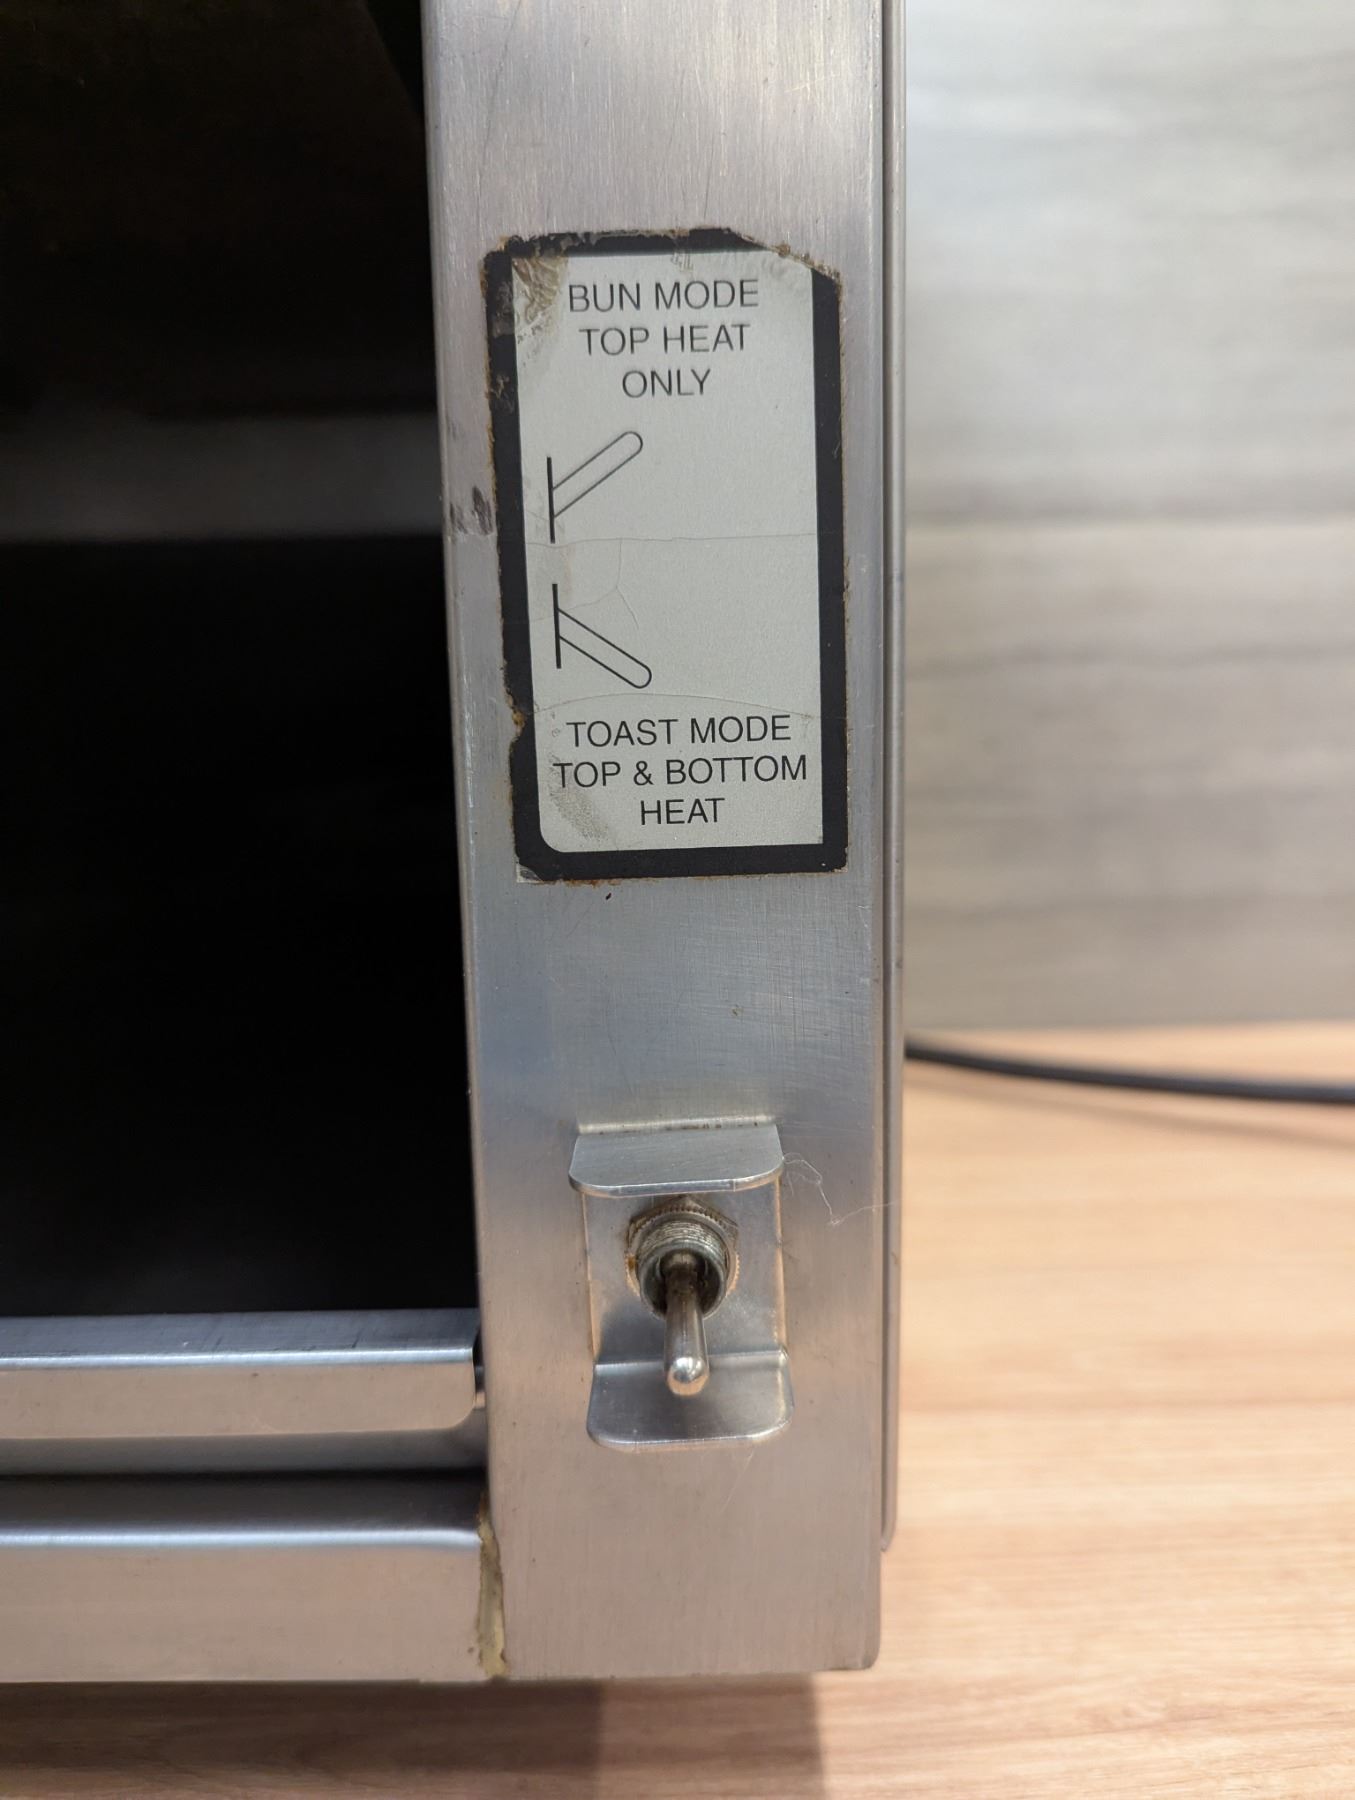 BUN MODE
TOP HEAT
ONLY
TOAST MODE
TOP & BOTTOM
HEAT